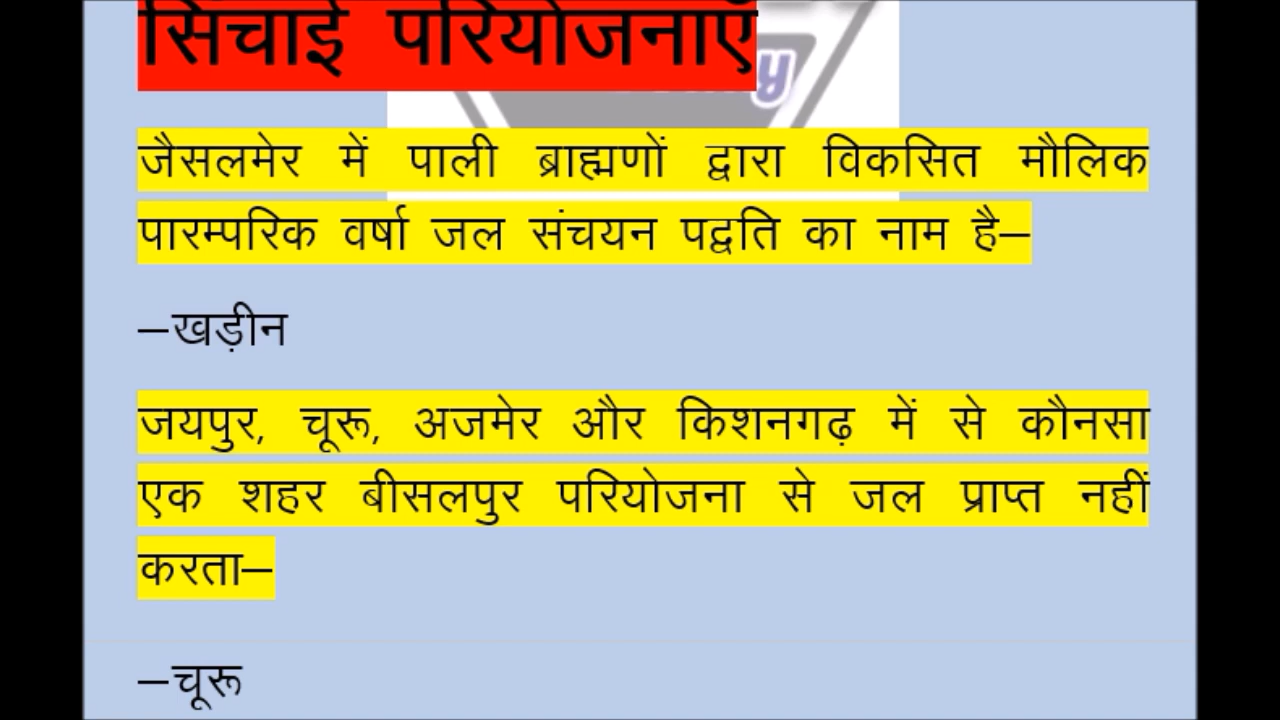 सिंचाई परियोजनाएँ
जैसलमेर में पाली ब्राह्मणों द्वारा विकसित मौलिक
पारम्परिक वर्षा जल संचयन पद्वति का नाम है–
–खड़ीन
जयपुर, चूरू, अजमेर और किशनगढ़ में से कौनसा
एक शहर बीसलपुर परियोजना से जल प्राप्त नहीं
करता–
–चूरू